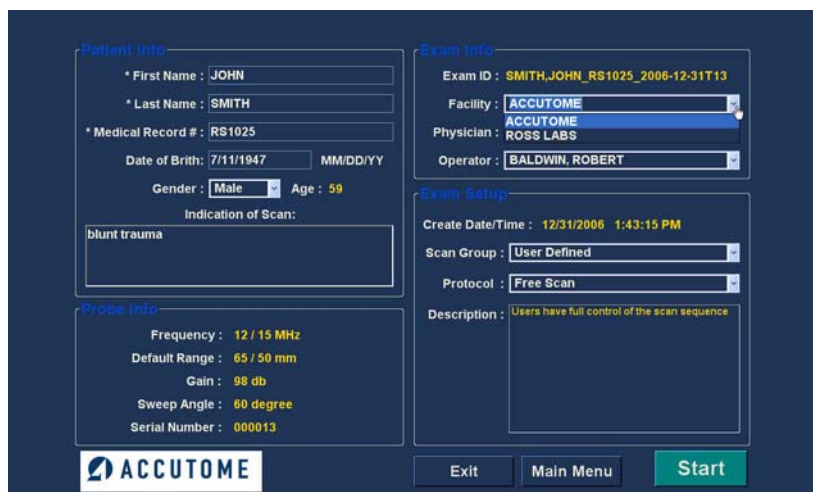 Patient Info
* First Name : JOHN
* Last Name : SMITH
* Medical Record # : RS1025
Date of Brith: 7/11/1947 MM/DD/YY
Gender : Male Age : 59
Indication of Scan:
blunt trauma
Probe Info
Frequency : 12 / 15 MHz
Default Range : 65 / 50 mm
Gain : 98 db
Sweep Angle : 60 degree
Serial Number : 000013
ACCUTOME
Exam Info
Exam ID : SMITH,JOHN_RS1025_2006-12-31T13
Facility : ACCUTOME
ACCUTOME
Physician : ROSS LABS
Operator : BALDWIN, ROBERT
Exam Setup
Create Date/Time : 12/31/2006 1:43:15 PM
Scan Group : User Defined
Protocol : Free Scan
Description : Users have full control of the scan sequence
Exit Main Menu Start